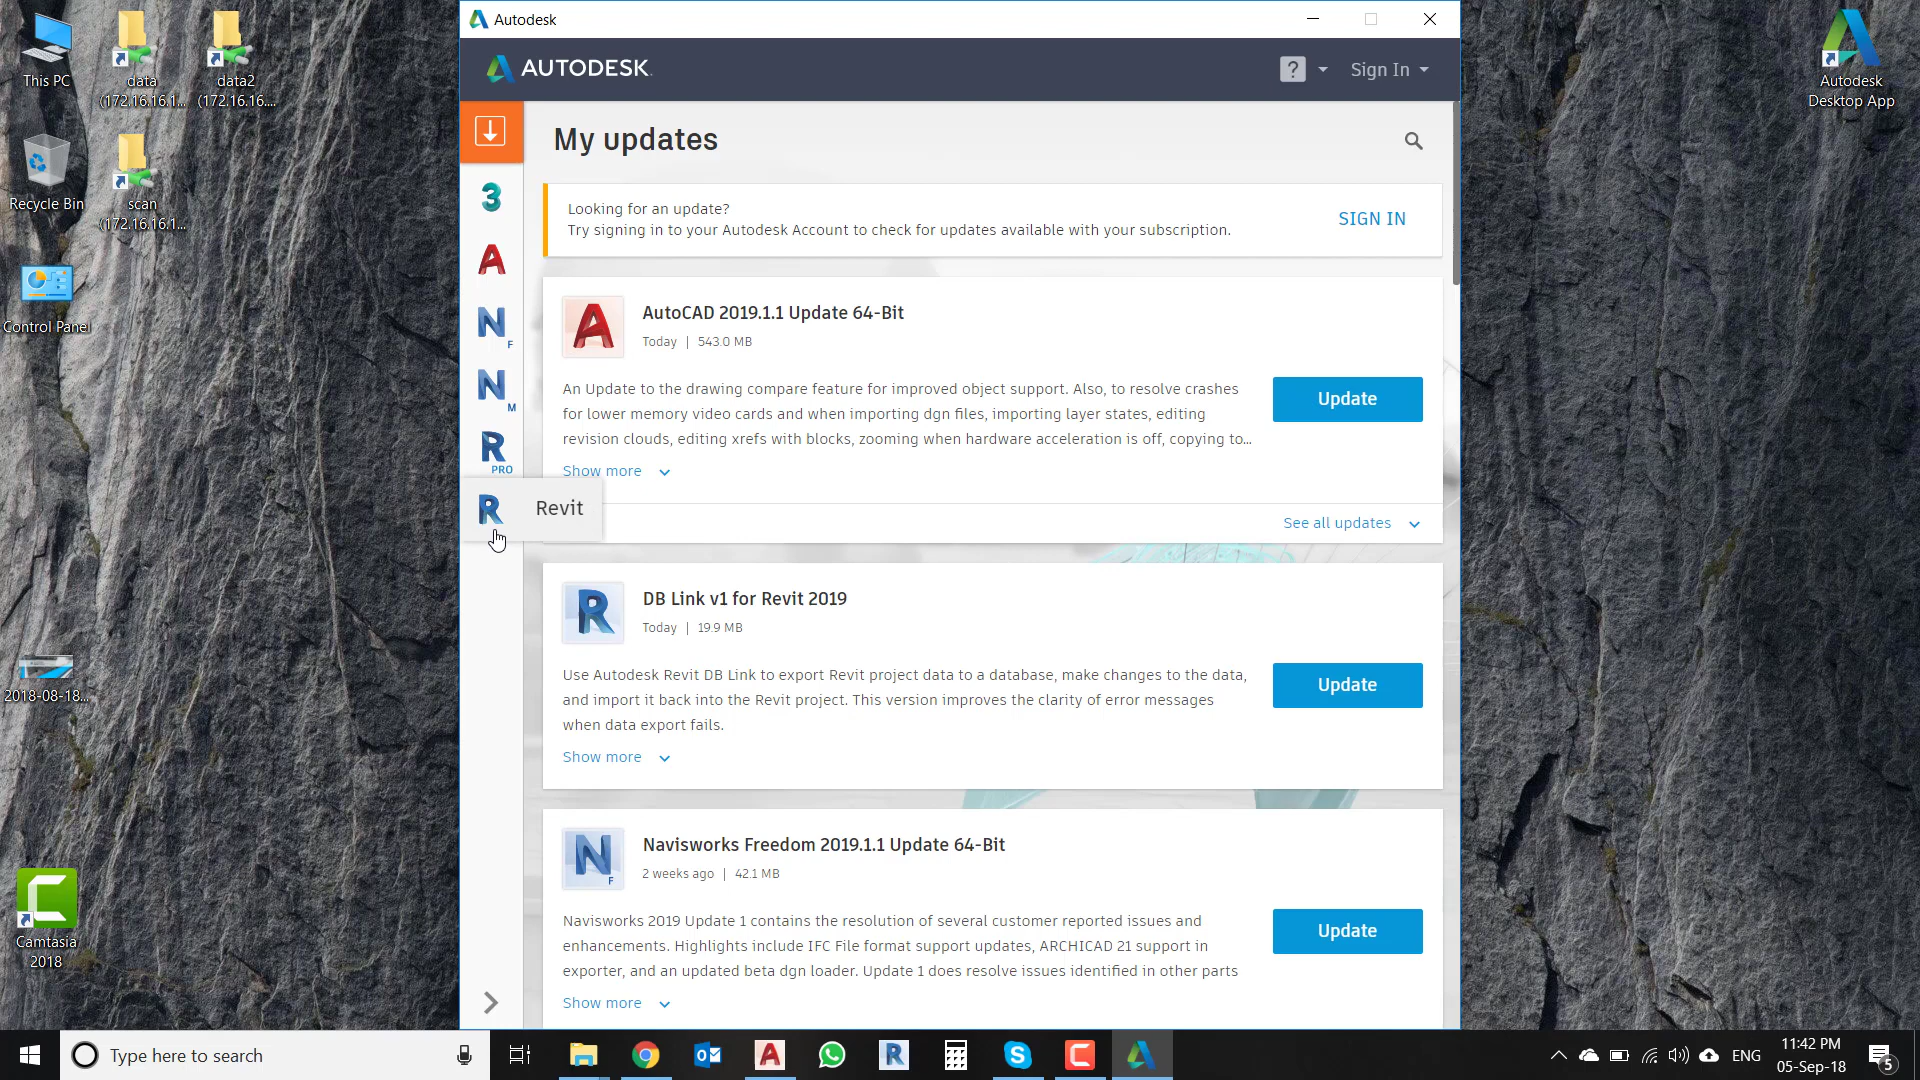 This PC
data
(172.16.16.1...
data2
(172.16.16....
Recycle Bin
scan
(172.16.16.1...
Control Panel
2018-08-18...
Camtasia
2018
Autodesk
AUTODESK.
?
Sign In
My updates
Looking for an update?
Try signing in to your Autodesk Account to check for updates available with your subscription.
SIGN IN
3
A
N F
N M
R PRO
R
Revit
A
AutoCAD 2019.1.1 Update 64-Bit
Today | 543.0 MB
An Update to the drawing compare feature for improved object support. Also, to resolve crashes
for lower memory video cards and when importing dgn files, importing layer states, editing
revision clouds, editing xrefs with blocks, zooming when hardware acceleration is off, copying to...
Update
Show more
See all updates
R
DB Link v1 for Revit 2019
Today | 19.9 MB
Use Autodesk Revit DB Link to export Revit project data to a database, make changes to the data,
and import it back into the Revit project. This version improves the clarity of error messages
when data export fails.
Update
Show more
N F
Navisworks Freedom 2019.1.1 Update 64-Bit
2 weeks ago | 42.1 MB
Navisworks 2019 Update 1 contains the resolution of several customer reported issues and
enhancements. Highlights include IFC File format support updates, ARCHICAD 21 support in
exporter, and an updated beta dgn loader. Update 1 does resolve issues identified in other parts
Update
Show more
Autodesk
Desktop App
Type here to search
ENG
11:42 PM
05-Sep-18
5